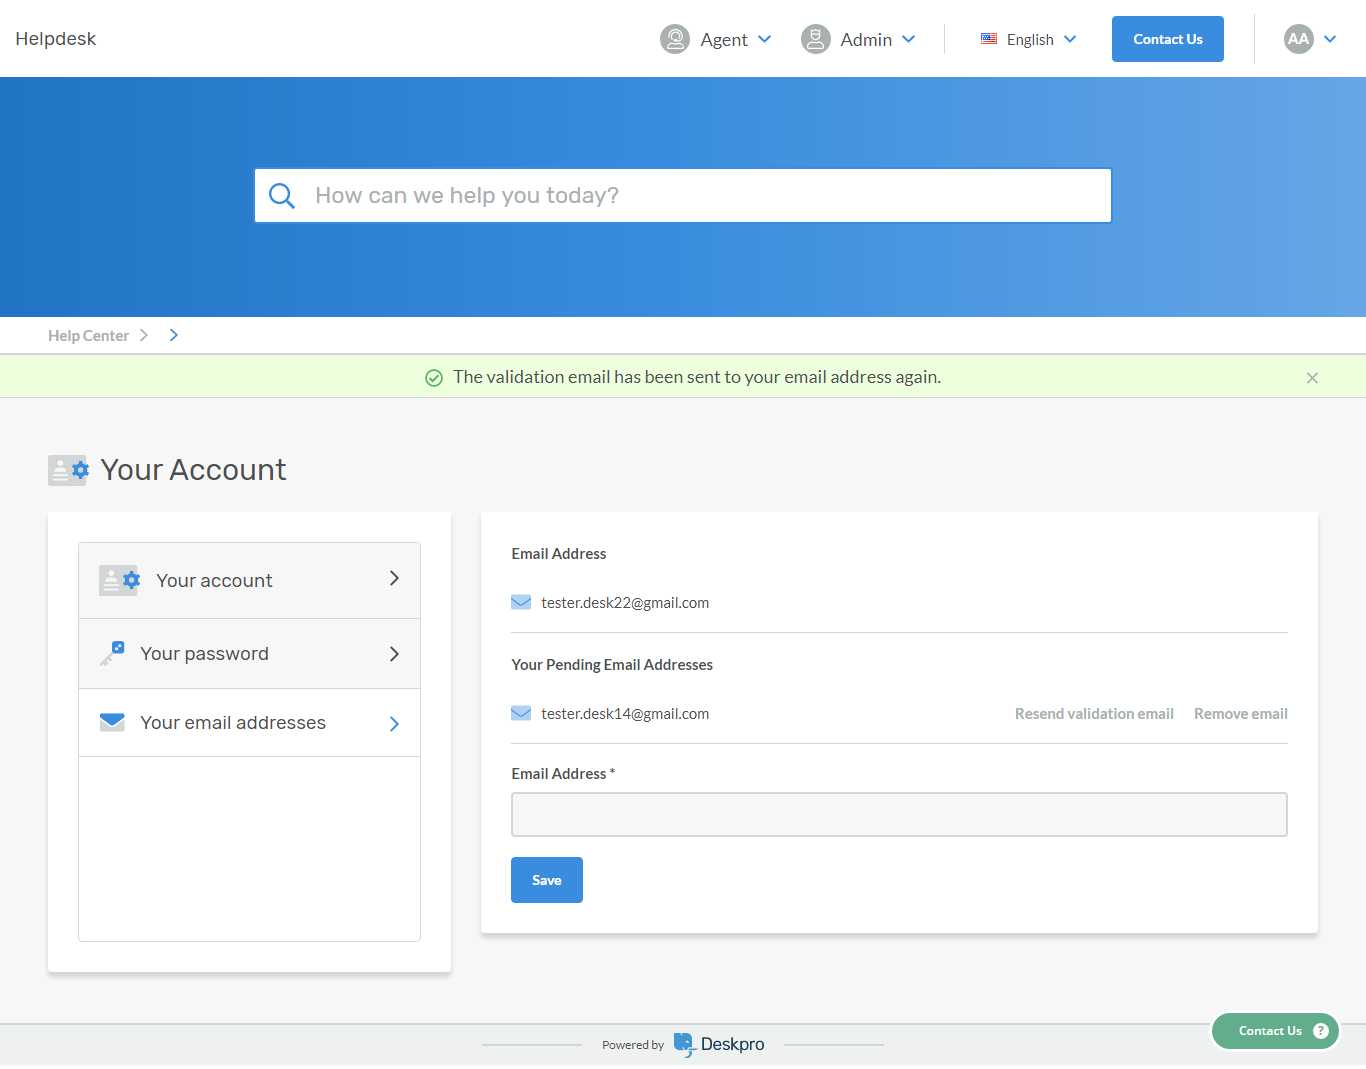 Helpdesk
Agent
Admin
English
Contact Us
AA
How can we help you today?
Help Center
The validation email has been sent to your email address again.
Your Account
Your account
Your password
Your email addresses
Email Address
tester.desk22@gmail.com
Your Pending Email Addresses
tester.desk14@gmail.com
Resend validation email
Remove email
Email Address *
Save
Powered by Deskpro
Contact Us ?